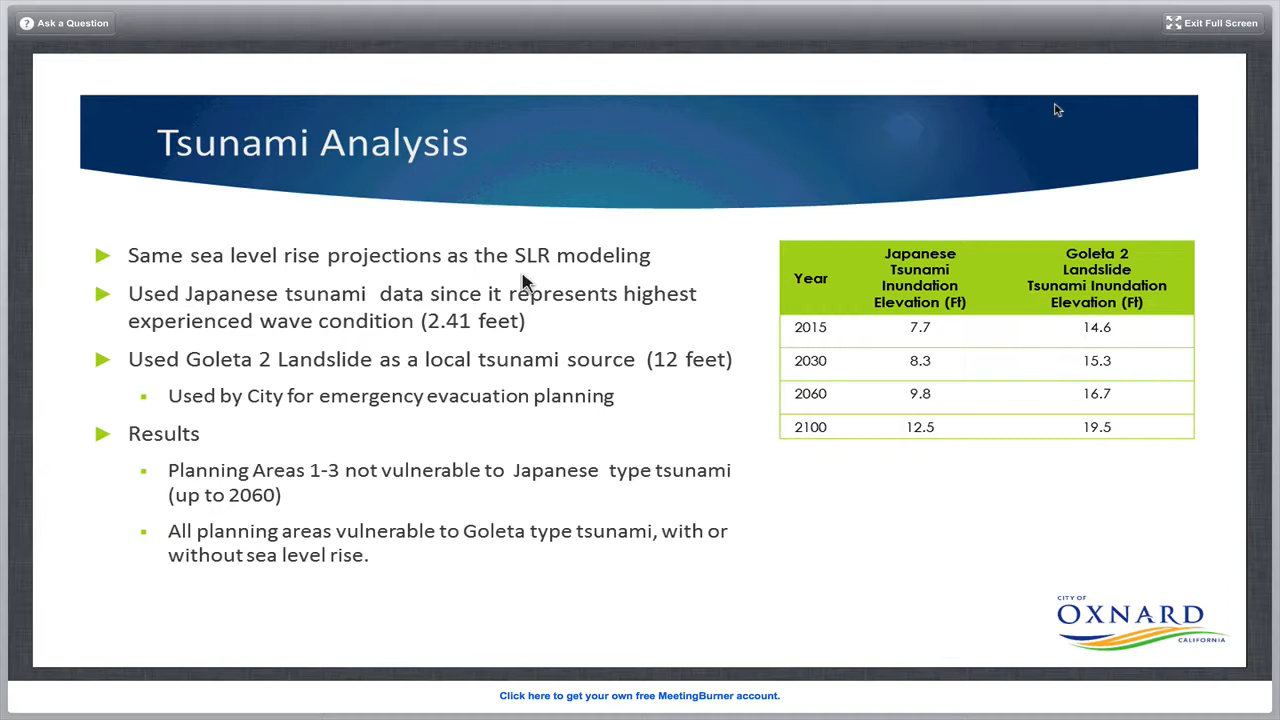 Ask a Question
Exit Full Screen
Tsunami Analysis
Same sea level rise projections as the SLR modeling
Used Japanese tsunami data since it represents highest
experienced wave condition (2.41 feet)
Used Goleta 2 Landslide as a local tsunami source (12 feet)
Used by City for emergency evacuation planning
Results
Planning Areas 1-3 not vulnerable to Japanese type tsunami
(up to 2060)
All planning areas vulnerable to Goleta type tsunami, with or
without sea level rise.
Year
Japanese
Tsunami
Inundation
Elevation (Ft)
Goleta 2
Landslide
Tsunami Inundation
Elevation (Ft)
2015 7.7 14.6
2030 8.3 15.3
2060 9.8 16.7
2100 12.5 19.5
CITY OF
OXNARD
CALIFORNIA
Click here to get your own free MeetingBurner account.